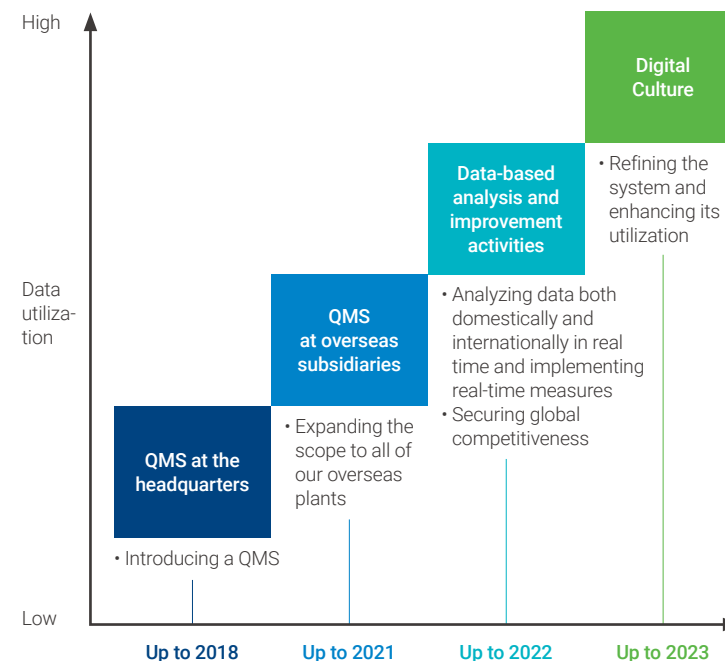 High
Digital
Culture
• Refining the
system and
enhancing its
utilization
Data-based
analysis and
improvement
activities
• Analyzing data both
domestically and
internationally in real
time and implementing
real-time measures
• Securing global
competitiveness
Data
utiliza-
tion
QMS
at overseas
subsidiaries
• Expanding the
scope to all of
our overseas
plants
QMS at the
headquarters
• Introducing a QMS
Low
Up to 2018
Up to 2021
Up to 2022
Up to 2023